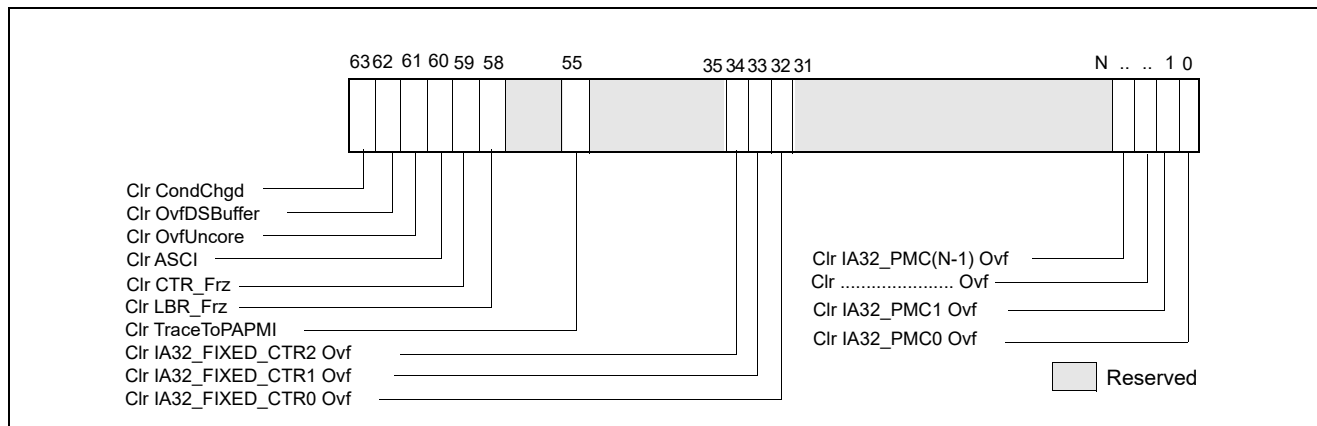 63 62 61 60 59 58 55 35 34 33 32 31 N .. .. 1 0
Clr CondChgd
Clr OvfDSBuffer
Clr OvfUncore
Clr ASCI
Clr CTR_Frz
Clr LBR_Frz
Clr TraceToPAPMI
Clr IA32_FIXED_CTR2 Ovf
Clr IA32_FIXED_CTR1 Ovf
Clr IA32_FIXED_CTR0 Ovf
Clr IA32_PMC(N-1) Ovf
Clr ...................... Ovf
Clr IA32_PMC1 Ovf
Clr IA32_PMC0 Ovf
Reserved